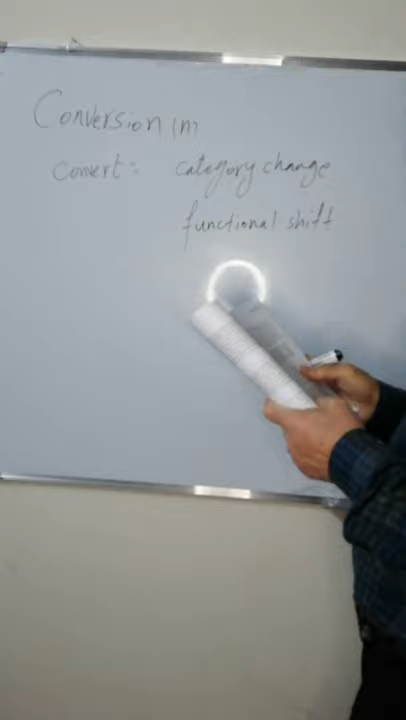 Conversion (n)
convert: category change
functional shift